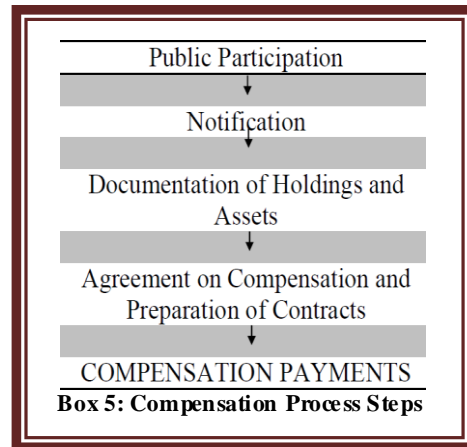 Public Participation
Notification
Documentation of Holdings and
Assets
Agreement on Compensation and
Preparation of Contracts
COMPENSATION PAYMENTS
Box 5: Compensation Process Steps